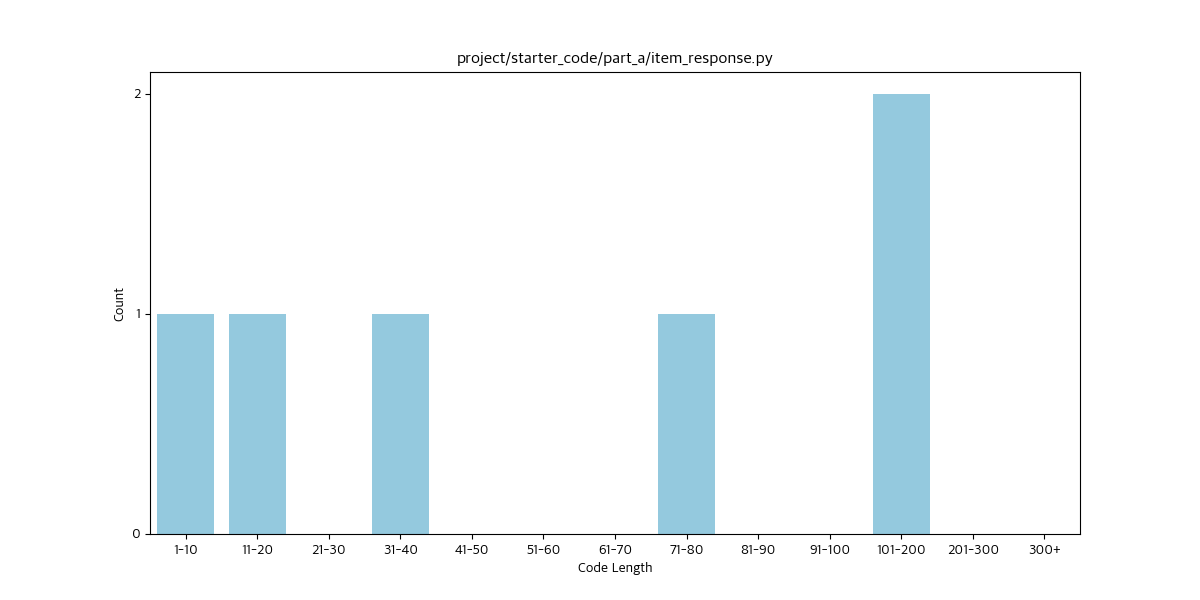 project/starter_code/part_a/item_response.py
2
1
0
Count
1-10 11-20 21-30 31-40 41-50 51-60 61-70 71-80 81-90 91-100 101-200 201-300 300+
Code Length